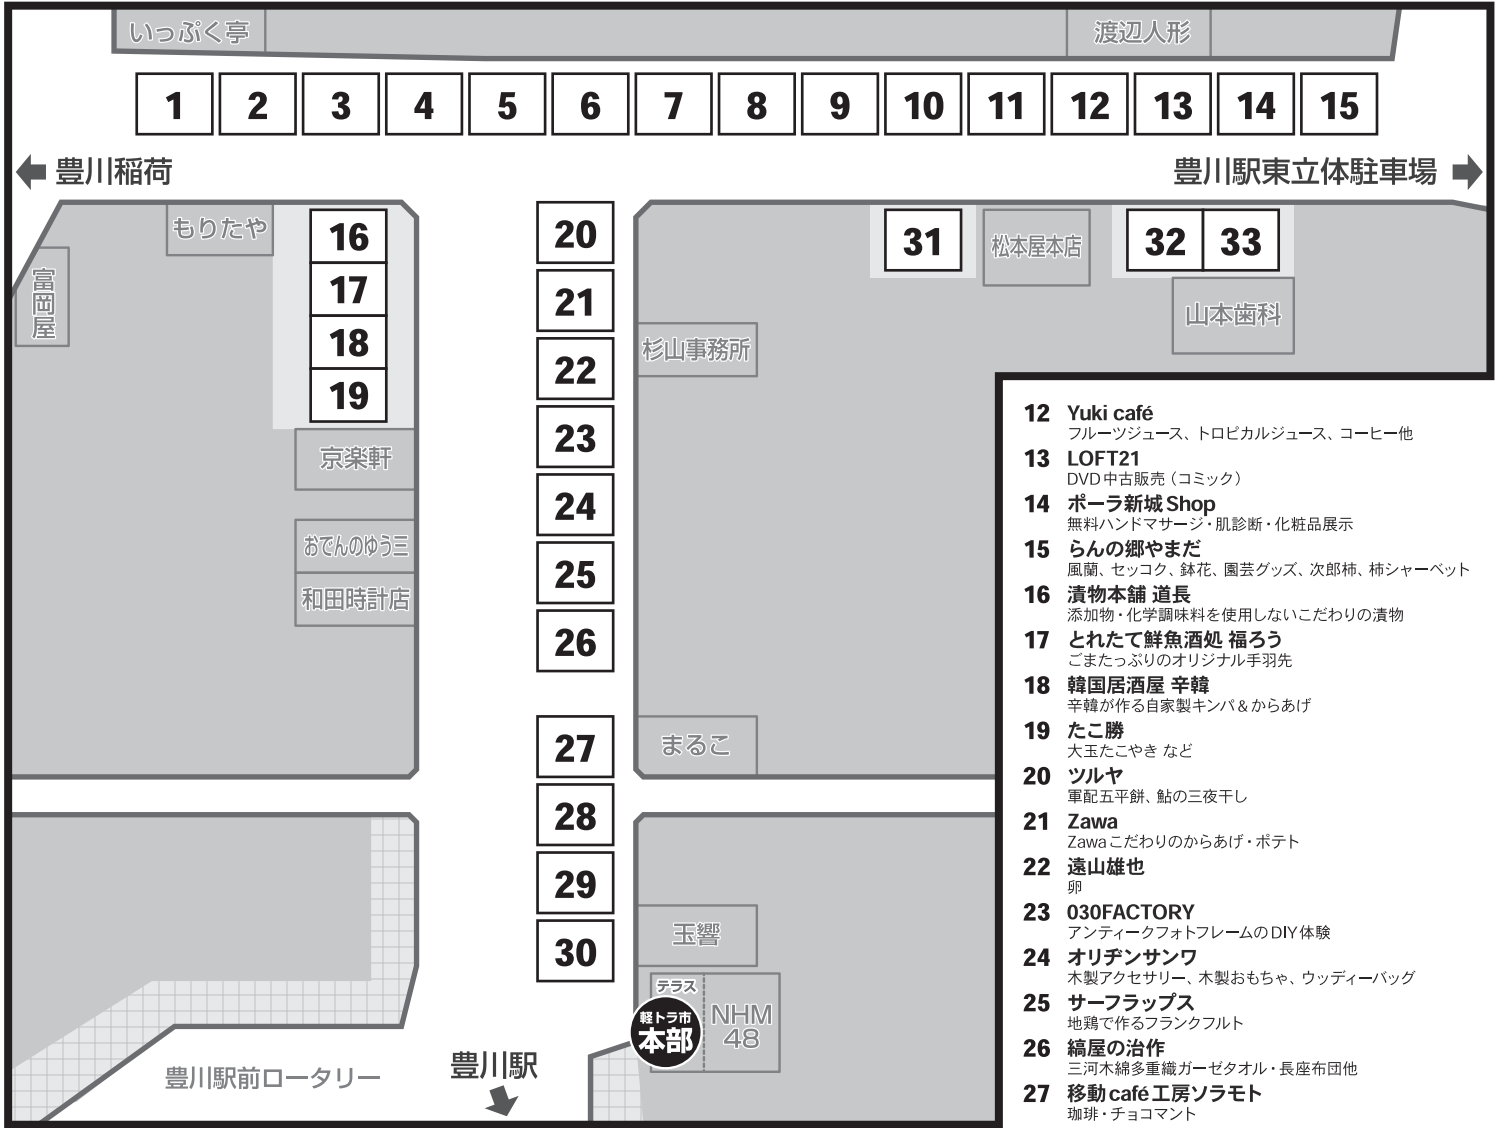 いっぷく亭
渡辺人形
1 2 3 4 5 6 7 8 9 10 11 12 13 14 15
豊川稲荷
豊川駅東立体駐車場
もりたや
富岡屋
16
17
18
19
京楽軒
おでんのゆう三
和田時計店
20
21
22
23
24
25
26
27
28
29
30
31
松本屋本店
32 33
山本歯科
杉山事務所
まるこ
玉響
テラス
軽トラ市
本部
NHM
48
豊川駅
豊川駅前ロータリー
12 Yuki café
フルーツジュース、トロピカルジュース、コーヒー他
13 LOFT21
DVD中古販売（コミック）
14 ポーラ新城Shop
無料ハンドマサージ・肌診断・化粧品展示
15 らんの郷やまだ
風蘭、セッコク、鉢花、園芸グッズ、次郎柿、柿シャーベット
16 漬物本舗 道長
添加物・化学調味料を使用しないこだわりの漬物
17 とれたて鮮魚酒処 福ろう
ごまたっぷりのオリジナル手羽先
18 韓国居酒屋 辛韓
辛韓が作る自家製キンパ&からあげ
19 たこ勝
大玉たこやき など
20 ツルヤ
軍配五平餅、鮎の三夜干し
21 Zawa
Zawaこだわりのからあげ・ポテト
22 遠山雄也
卵
23 030FACTORY
アンティークフォトフレームのDIY体験
24 オリヂンサンワ
木製アクセサリー、木製おもちゃ、ウッディーバッグ
25 サーフラップス
地鶏で作るフランクフルト
26 縞屋の治作
三河木綿多重織ガーゼタオル・長座布団他
27 移動café工房ソラモト
珈琲・チョコマント